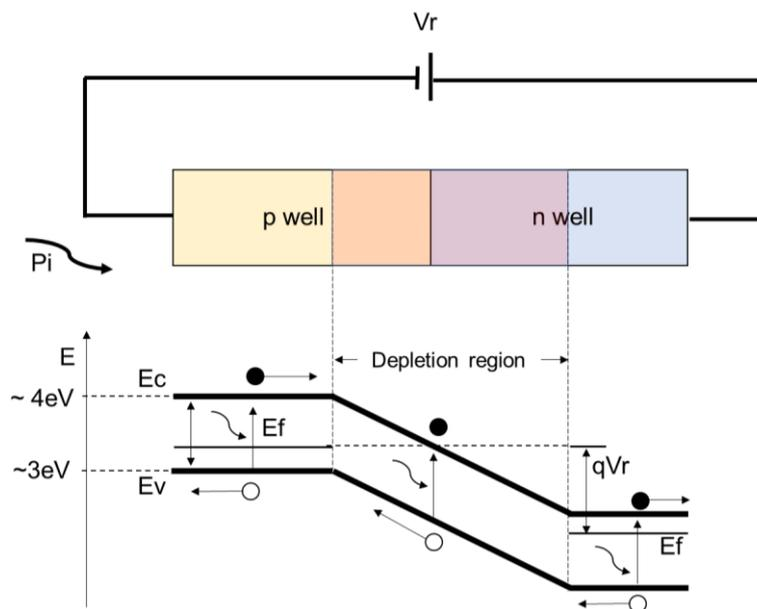 Vr
p well
n well
Pi
E
Depletion region
Ec
~ 4eV
Ef
~3eV
qVr
Ev
Ef